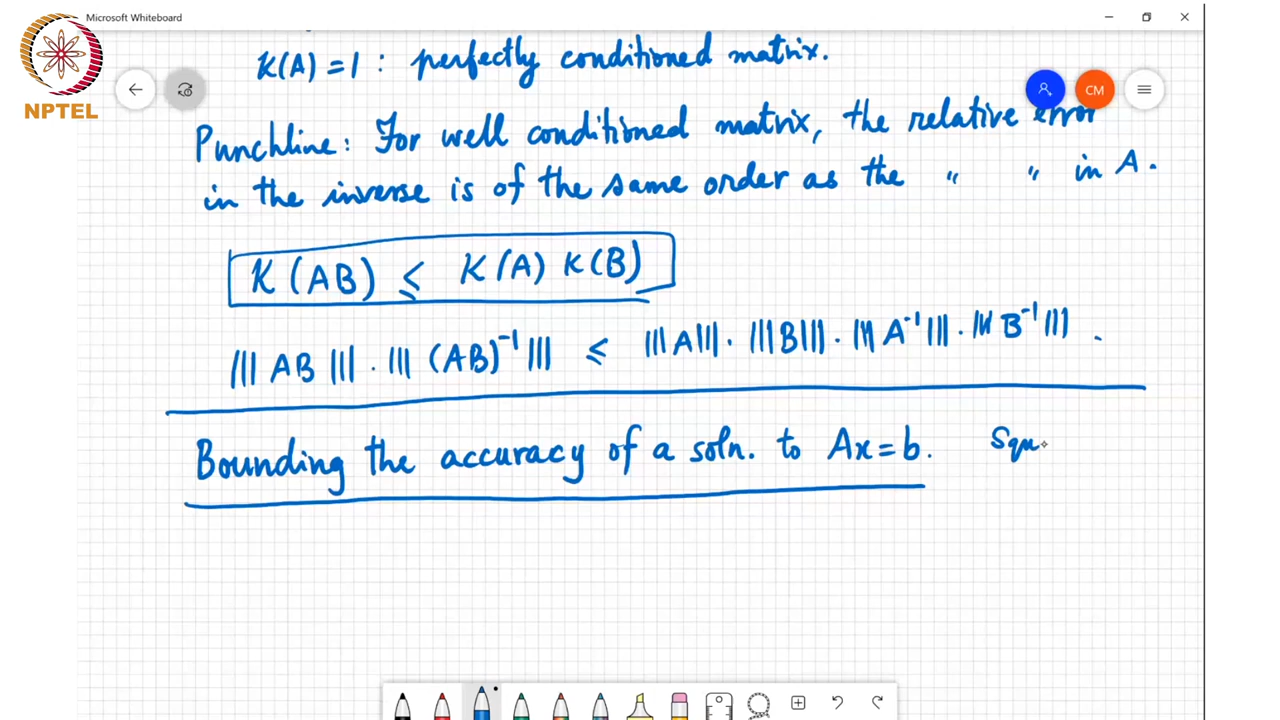 Microsoft Whiteboard
NPTEL
CM
K(A) = 1 : perfectly conditioned matrix.
Punchline: For well conditioned matrix, the relative error
in the inverse is of the same order as the " " in A.
K(AB) ≤ K(A) K(B)
|||AB||| · |||(AB)⁻¹||| ≤ |||A||| · |||B||| · |||A⁻¹||| · |||B⁻¹||| .
Bounding the accuracy of a soln. to Ax = b. Squ